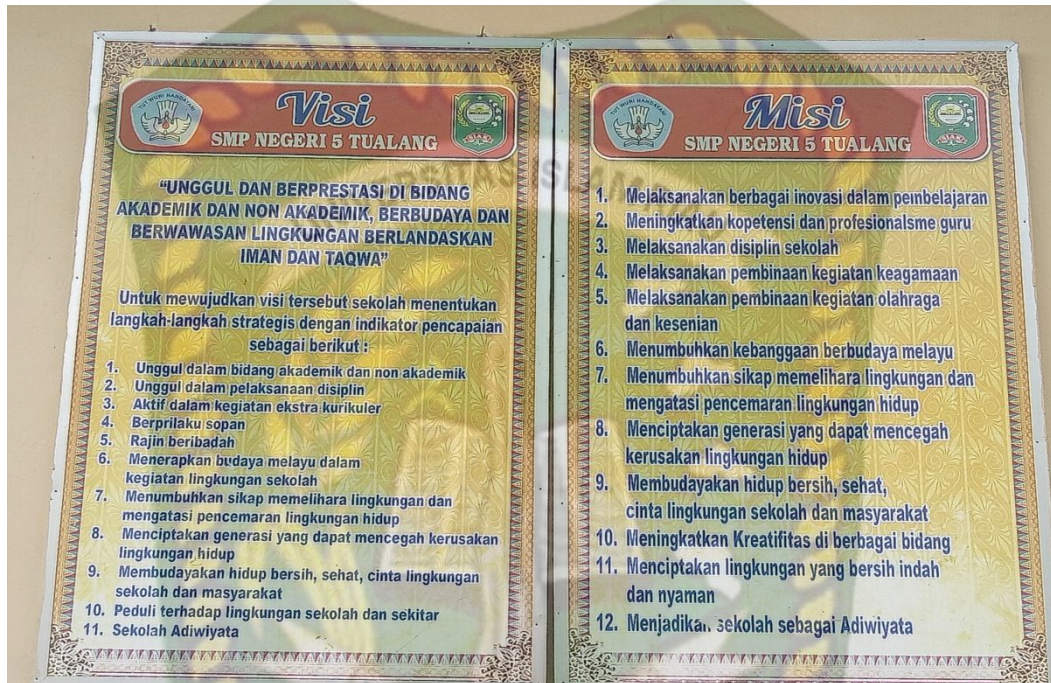 Visi
SMP NEGERI 5 TUALANG
TUT WURI HANDAYANI
SIAK
"UNGGUL DAN BERPRESTASI DI BIDANG
AKADEMIK DAN NON AKADEMIK, BERBUDAYA DAN
BERWAWASAN LINGKUNGAN BERLANDASKAN
IMAN DAN TAQWA"
Untuk mewujudkan visi tersebut sekolah menentukan
langkah-langkah strategis dengan indikator pencapaian
sebagai berikut :
1. Unggul dalam bidang akademik dan non akademik
2. Unggul dalam pelaksanaan disiplin
3. Aktif dalam kegiatan ekstra kurikuler
4. Berprilaku sopan
5. Rajin beribadah
6. Menerapkan budaya melayu dalam
kegiatan lingkungan sekolah
7. Menumbuhkan sikap memelihara lingkungan dan
mengatasi pencemaran lingkungan hidup
8. Menciptakan generasi yang dapat mencegah kerusakan
lingkungan hidup
9. Membudayakan hidup bersih, sehat, cinta lingkungan
sekolah dan masyarakat
10. Peduli terhadap lingkungan sekolah dan sekitar
11. Sekolah Adiwiyata
Misi
SMP NEGERI 5 TUALANG
TUT WURI HANDAYANI
SIAK
1. Melaksanakan berbagai inovasi dalam pembelajaran
2. Meningkatkan kopetensi dan profesionalsme guru
3. Melaksanakan disiplin sekolah
4. Melaksanakan pembinaan kegiatan keagamaan
5. Melaksanakan pembinaan kegiatan olahraga
dan kesenian
6. Menumbuhkan kebanggaan berbudaya melayu
7. Menumbuhkan sikap memelihara lingkungan dan
mengatasi pencemaran lingkungan hidup
8. Menciptakan generasi yang dapat mencegah
kerusakan lingkungan hidup
9. Membudayakan hidup bersih, sehat,
cinta lingkungan sekolah dan masyarakat
10. Meningkatkan Kreatifitas di berbagai bidang
11. Menciptakan lingkungan yang bersih indah
dan nyaman
12. Menjadikan sekolah sebagai Adiwiyata